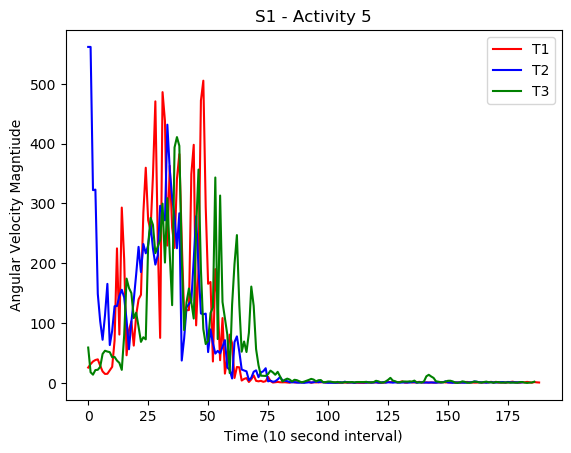 S1 - Activity 5
T1
T2
T3
500
400
300
200
100
0
Angular Velocity Magntiude
0 25 50 75 100 125 150 175
Time (10 second interval)